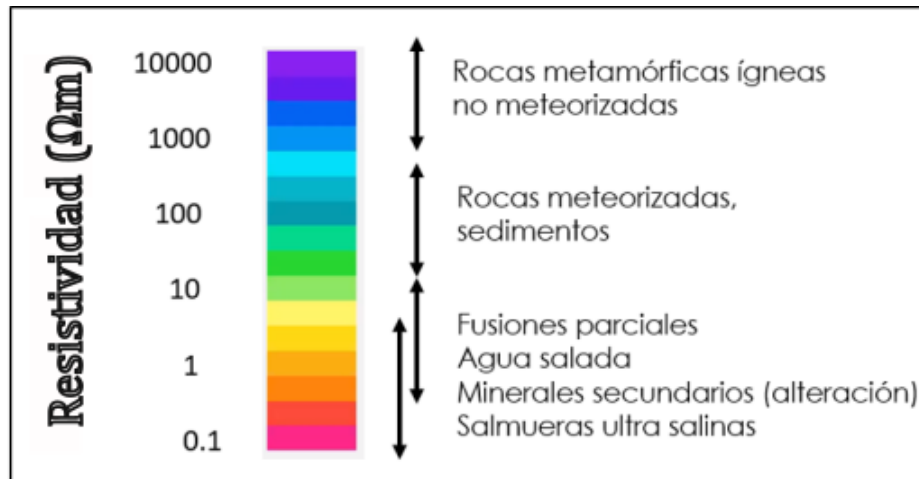 Resistividad (Ωm)
10000
1000
100
10
1
0.1
Rocas metamórficas ígneas
no meteorizadas
Rocas meteorizadas,
sedimentos
Fusiones parciales
Agua salada
Minerales secundarios (alteración)
Salmueras ultra salinas